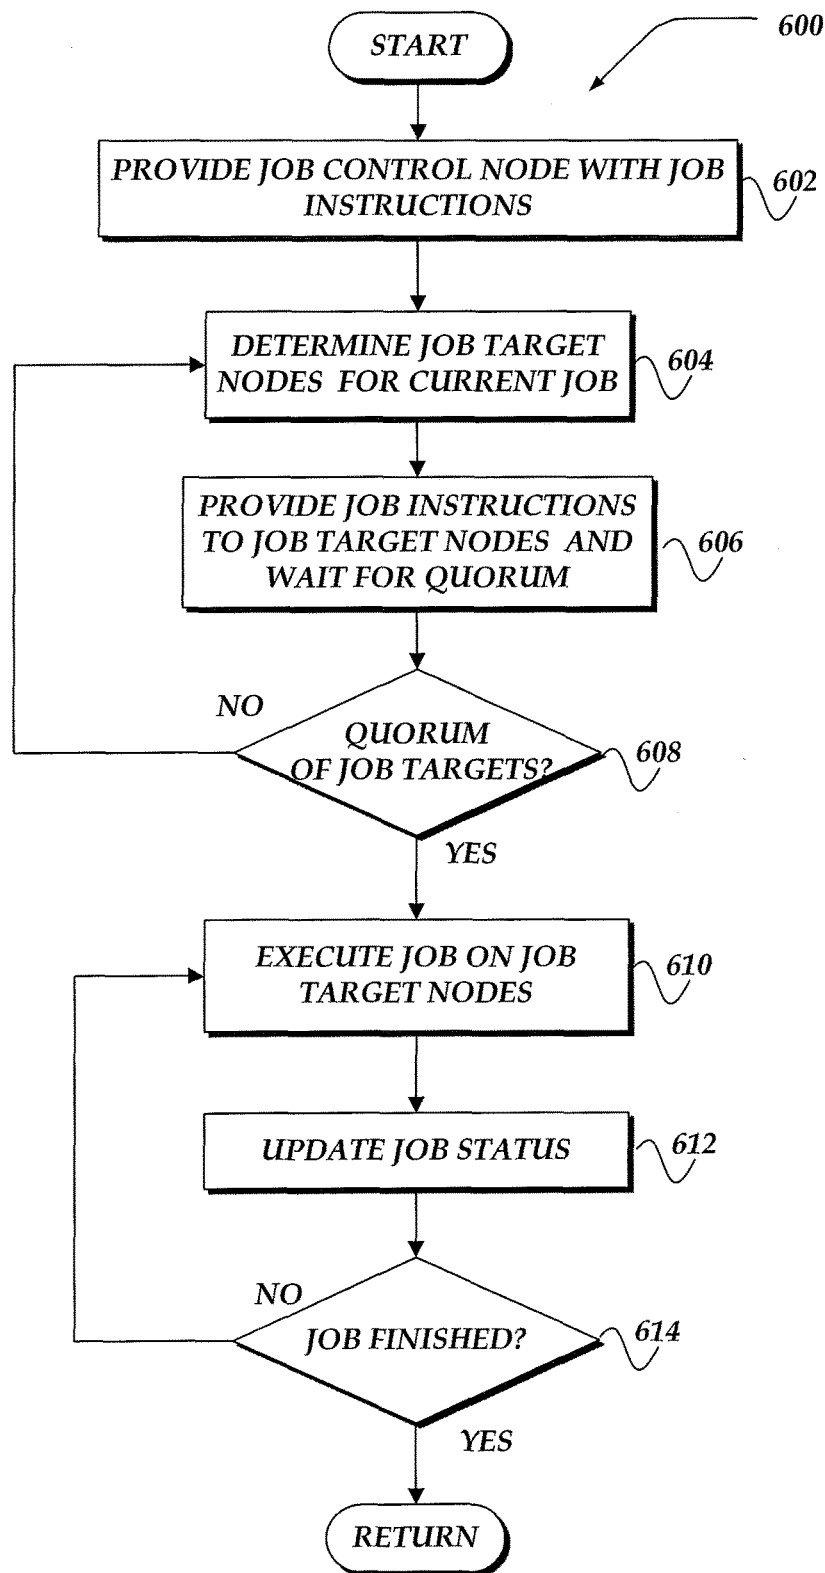 START
600
PROVIDE JOB CONTROL NODE WITH JOB
INSTRUCTIONS
602
DETERMINE JOB TARGET
NODES FOR CURRENT JOB
604
PROVIDE JOB INSTRUCTIONS
TO JOB TARGET NODES AND
WAIT FOR QUORUM
606
NO
QUORUM
OF JOB TARGETS?
608
YES
EXECUTE JOB ON JOB
TARGET NODES
610
UPDATE JOB STATUS
612
NO
JOB FINISHED?
614
YES
RETURN